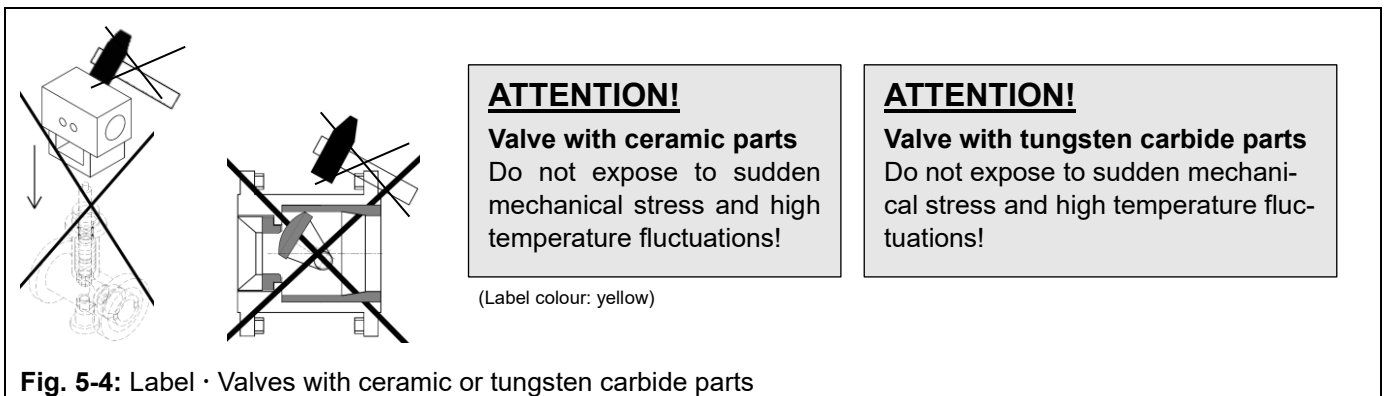 ATTENTION!
Valve with ceramic parts
Do not expose to sudden
mechanical stress and high
temperature fluctuations!
ATTENTION!
Valve with tungsten carbide parts
Do not expose to sudden mechani-
cal stress and high temperature fluc-
tuations!
(Label colour: yellow)
Fig. 5-4: Label · Valves with ceramic or tungsten carbide parts